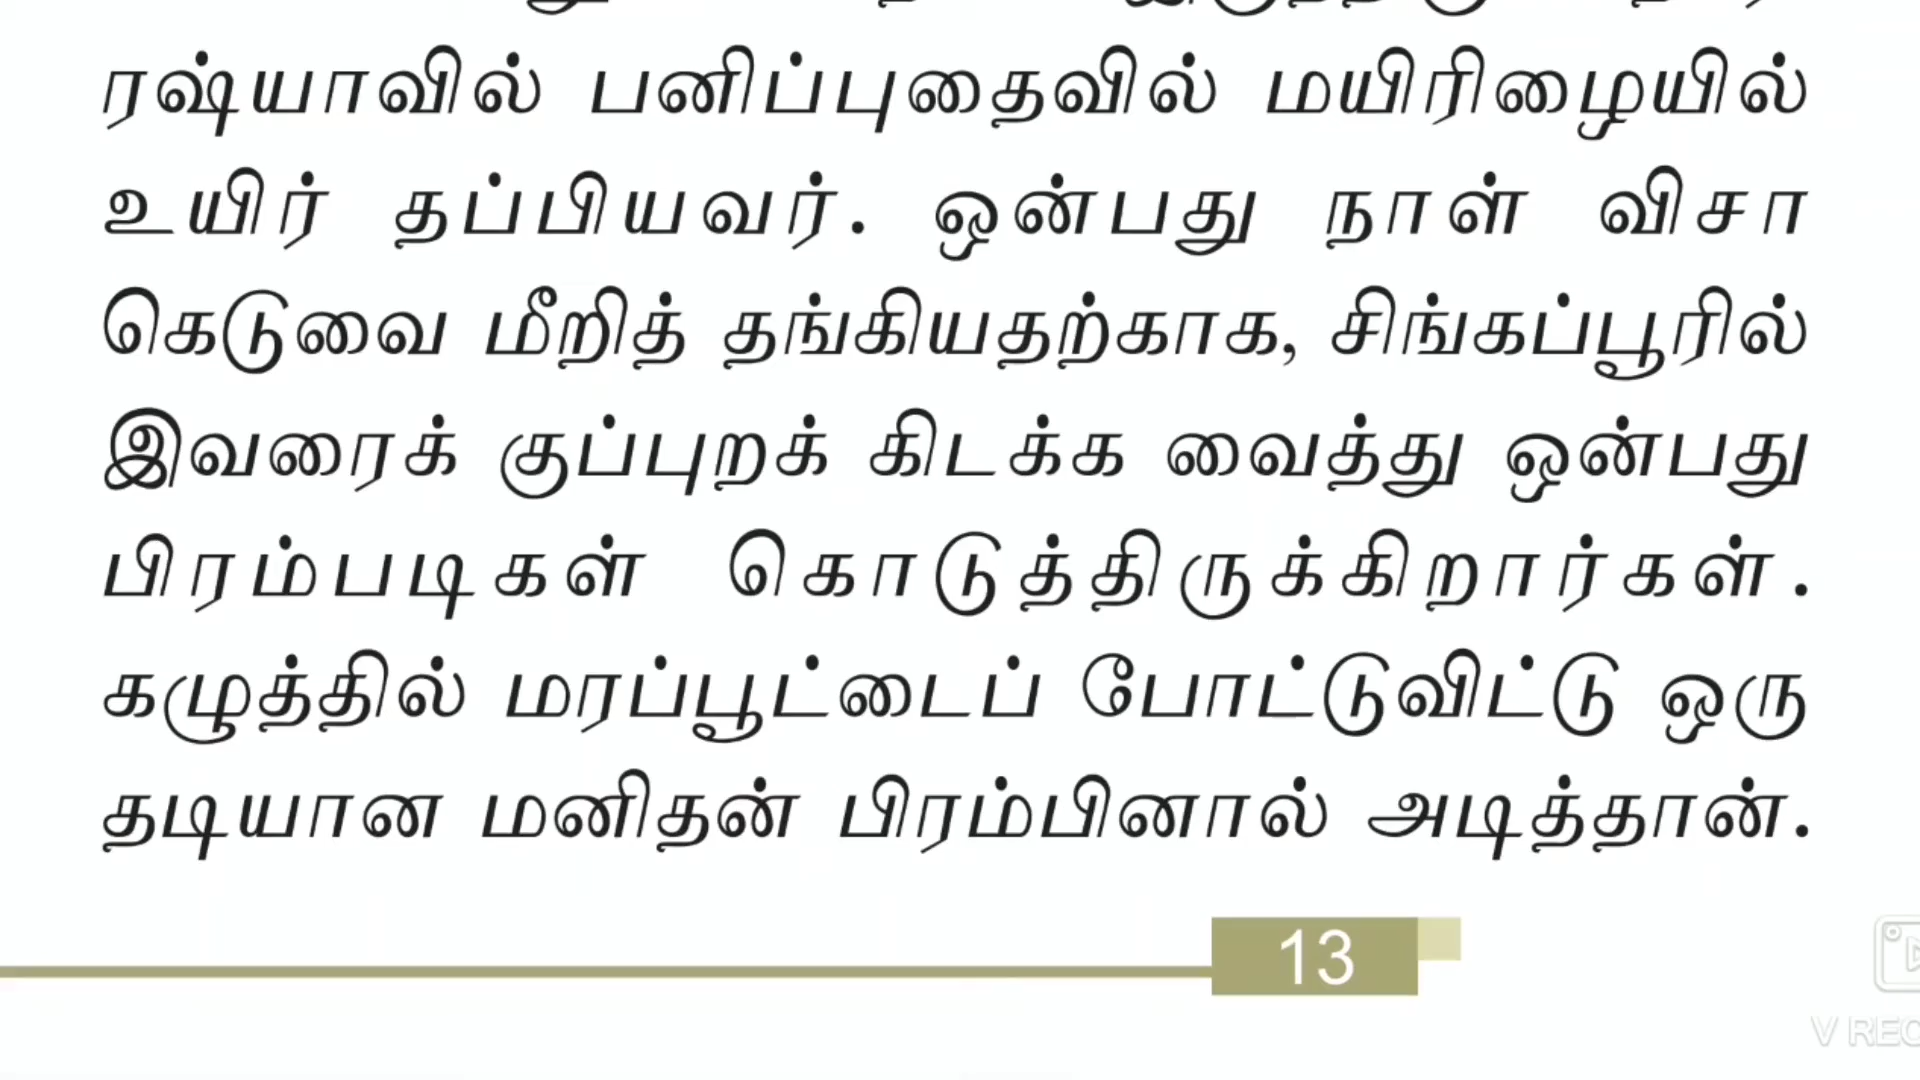 ரஷ்யாவில் பனிப்புதைவில் மயிரிழையில்
உயிர் தப்பியவர். ஒன்பது நாள் விசா
கெடுவை மீறித் தங்கியதற்காக, சிங்கப்பூரில்
இவரைக் குப்புறக் கிடக்க வைத்து ஒன்பது
பிரம்படிகள் கொடுத்திருக்கிறார்கள்.
கழுத்தில் மரப்பூட்டைப் போட்டுவிட்டு ஒரு
தடியான மனிதன் பிரம்பினால் அடித்தான்.
13
V REC